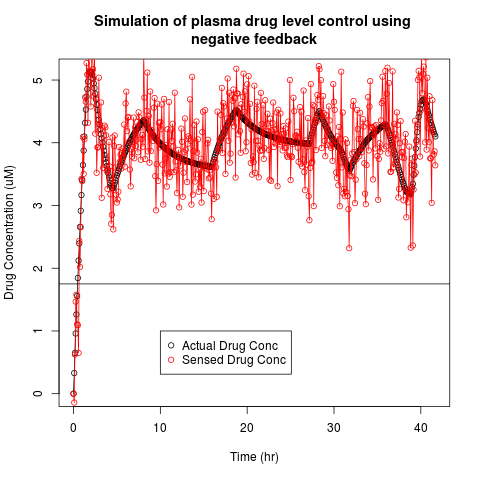 Simulation of plasma drug level control using
negative feedback
Drug Concentration (uM)
5
4
3
2
1
0
Actual Drug Conc
Sensed Drug Conc
0 10 20 30 40
Time (hr)